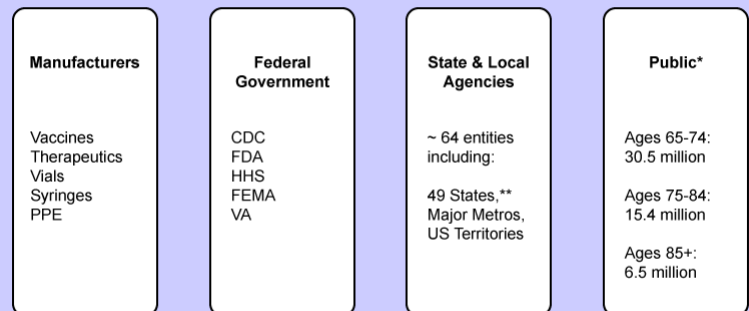 Manufacturers
Vaccines
Therapeutics
Vials
Syringes
PPE
Federal
Government
CDC
FDA
HHS
FEMA
VA
State & Local
Agencies
~ 64 entities
including:
49 States,**
Major Metros,
US Territories
Public*
Ages 65-74:
30.5 million
Ages 75-84:
15.4 million
Ages 85+:
6.5 million